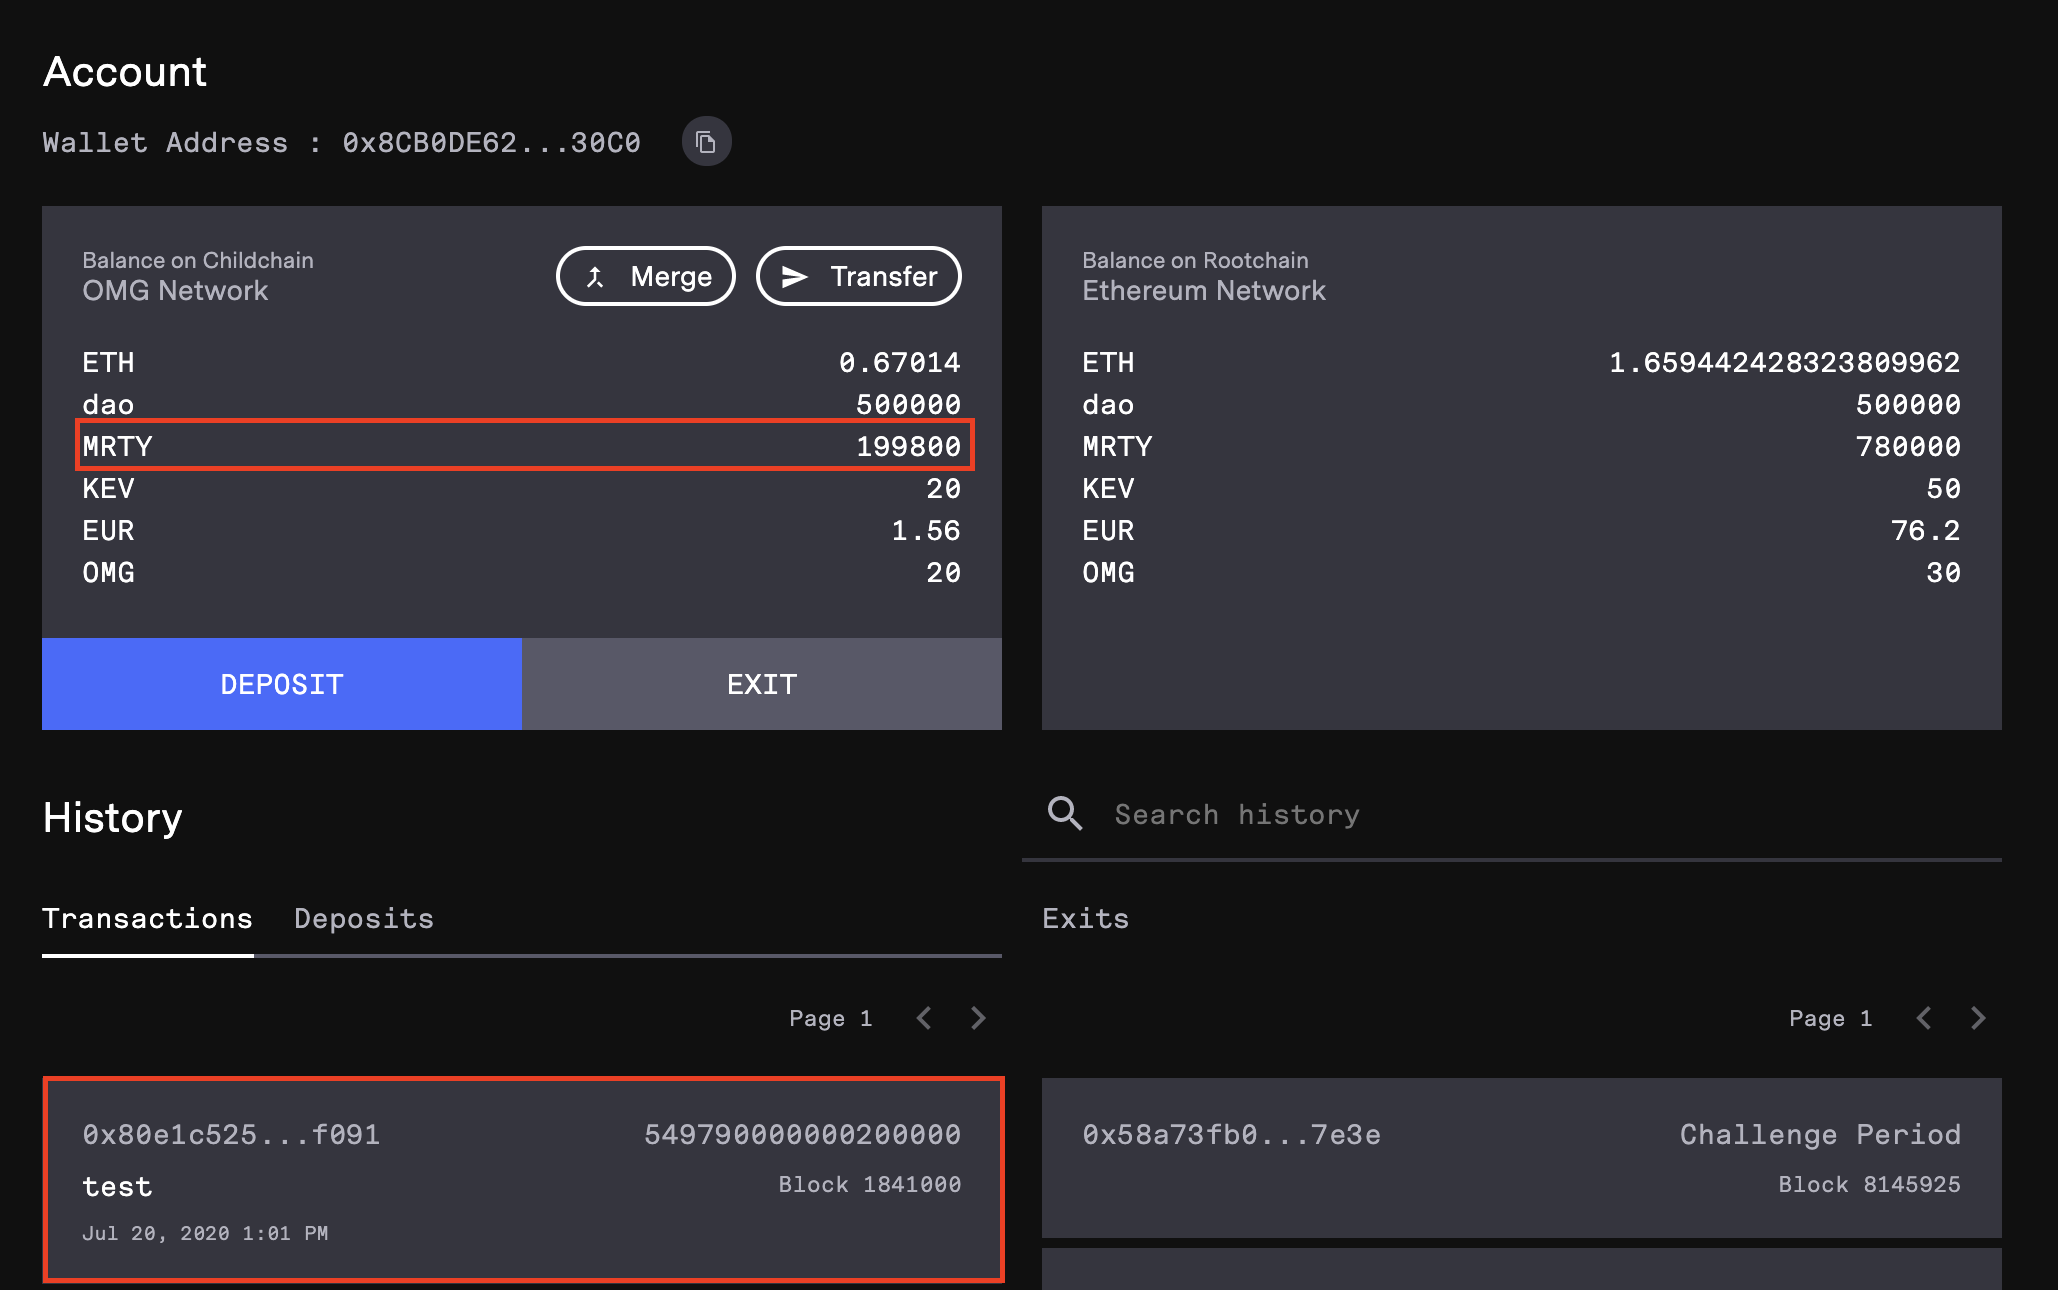 Account
Wallet Address : 0x8CB0DE62...30C0
Balance on Childchain
OMG Network
Merge
Transfer
ETH 0.67014
dao 500000
MRTY 199800
KEV 20
EUR 1.56
OMG 20
DEPOSIT
EXIT
Balance on Rootchain
Ethereum Network
ETH 1.659442428323809962
dao 500000
MRTY 780000
KEV 50
EUR 76.2
OMG 30
History
Search history
Transactions
Deposits
Page 1
0x80e1c525...f091 549790000000200000
test Block 1841000
Jul 20, 2020 1:01 PM
Exits
Page 1
0x58a73fb0...7e3e Challenge Period
Block 8145925